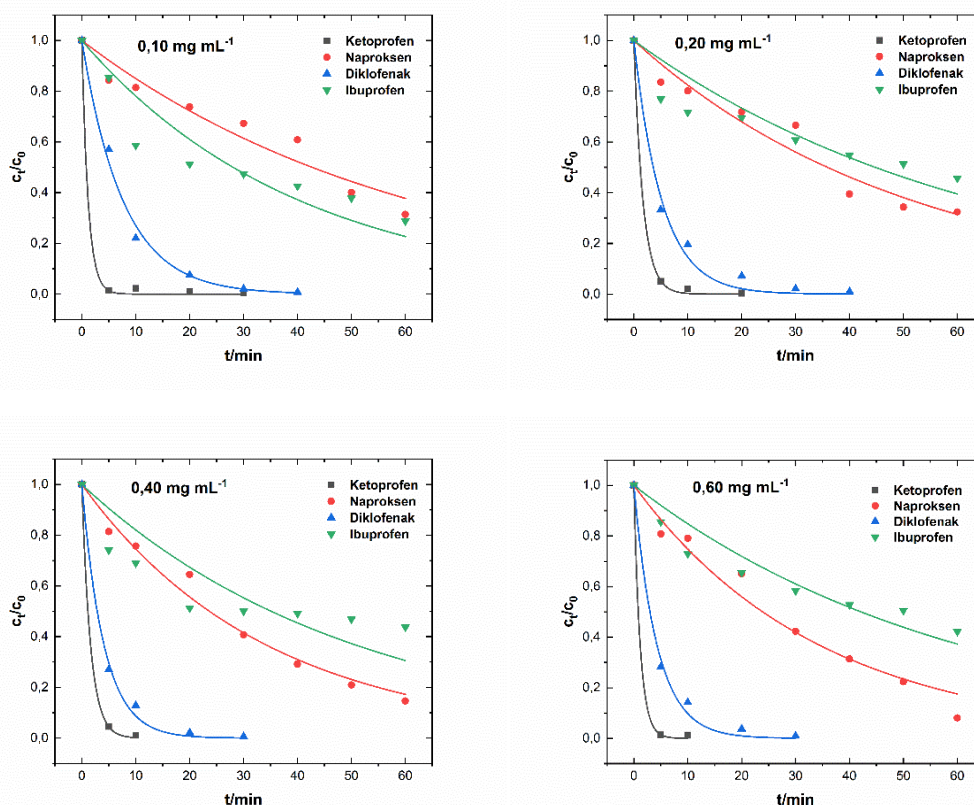 0,10 mg mL⁻¹
Ketoprofen
Naproksen
Diklofenak
Ibuprofen
1,0
0,8
0,6
0,4
0,2
0,0
cₜ/c₀
0 10 20 30 40 50 60
t/min
0,20 mg mL⁻¹
Ketoprofen
Naproksen
Diklofenak
Ibuprofen
1,0
0,8
0,6
0,4
0,2
0,0
cₜ/c₀
0 10 20 30 40 50 60
t/min
0,40 mg mL⁻¹
Ketoprofen
Naproksen
Diklofenak
Ibuprofen
1,0
0,8
0,6
0,4
0,2
0,0
cₜ/c₀
0 10 20 30 40 50 60
t/min
0,60 mg mL⁻¹
Ketoprofen
Naproksen
Diklofenak
Ibuprofen
1,0
0,8
0,6
0,4
0,2
0,0
cₜ/c₀
0 10 20 30 40 50 60
t/min